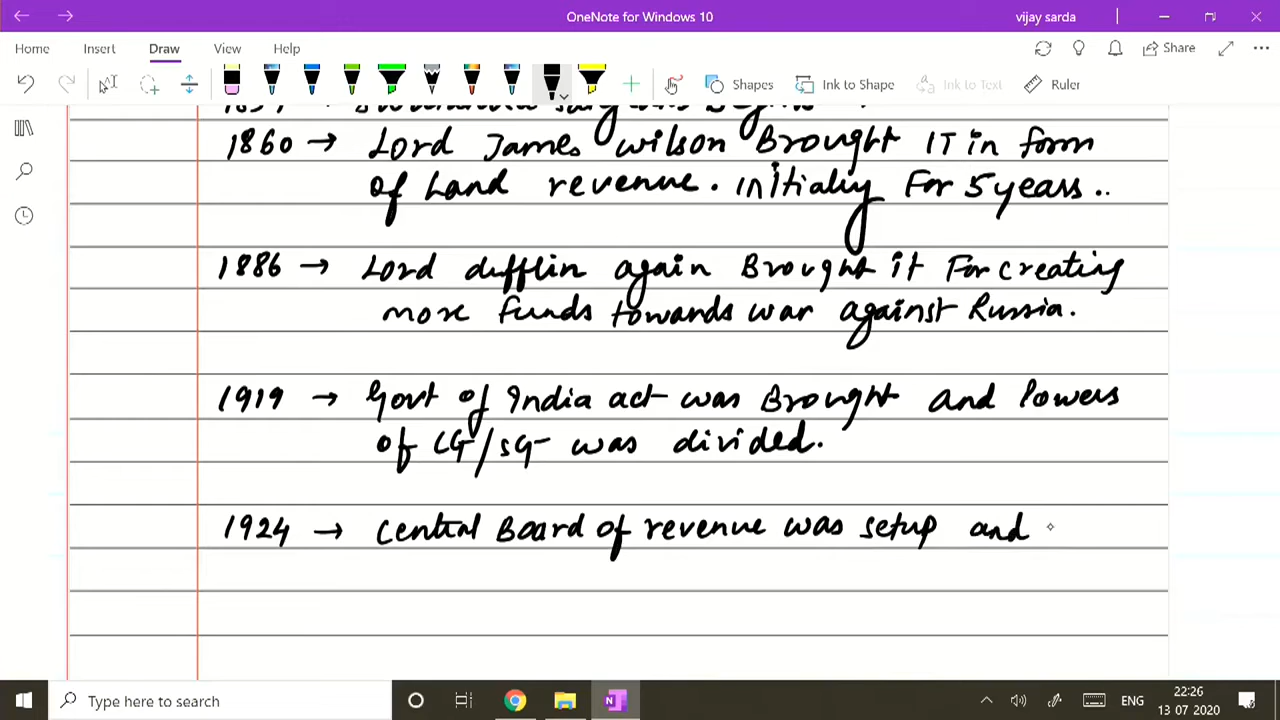 OneNote for Windows 10
vijay sarda
Home Insert Draw View Help
Share
Shapes Ink to Shape Ink to Text Ruler
1860 → Lord James wilson Brought IT in form
of Land revenue. initially For 5 years..
1886 → Lord dufflin again Brought it For creating
more funds towards war against Russia.
1919 → Govt of India act was Brought and Powers
of CG/SG was divided.
1924 → Central Board of revenue was setup and
Type here to search
ENG
22:26
13 07 2020